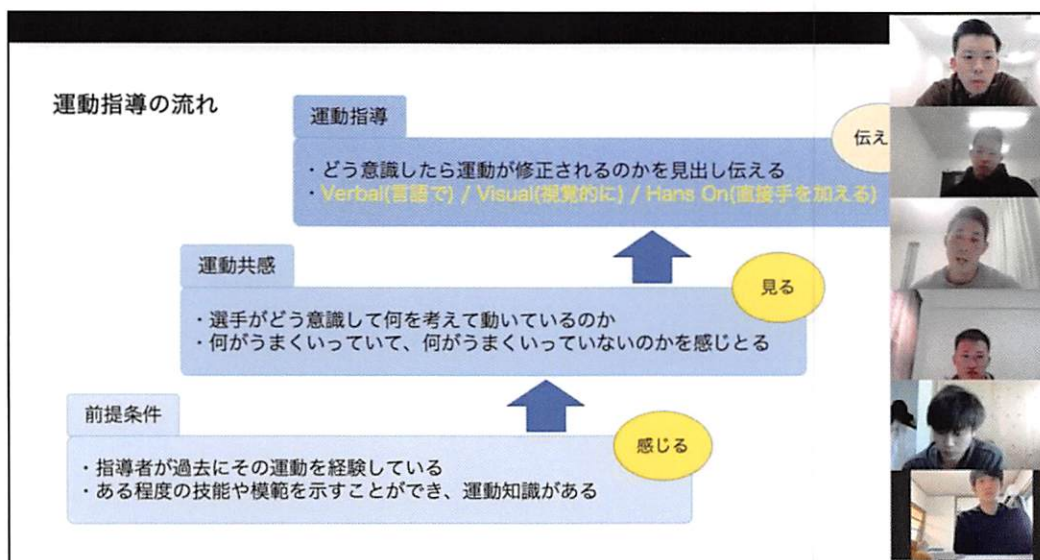 運動指導の流れ
運動指導
伝え
・どう意識したら運動が修正されるのかを見出し伝える
・Verbal(言語で) / Visual(視覚的に) / Hans On(直接手を加える)
運動共感
見る
・選手がどう意識して何を考えて動いているのか
・何がうまくいっていて、何がうまくいっていないのかを感じとる
前提条件
感じる
・指導者が過去にその運動を経験している
・ある程度の技能や模範を示すことができ、運動知識がある